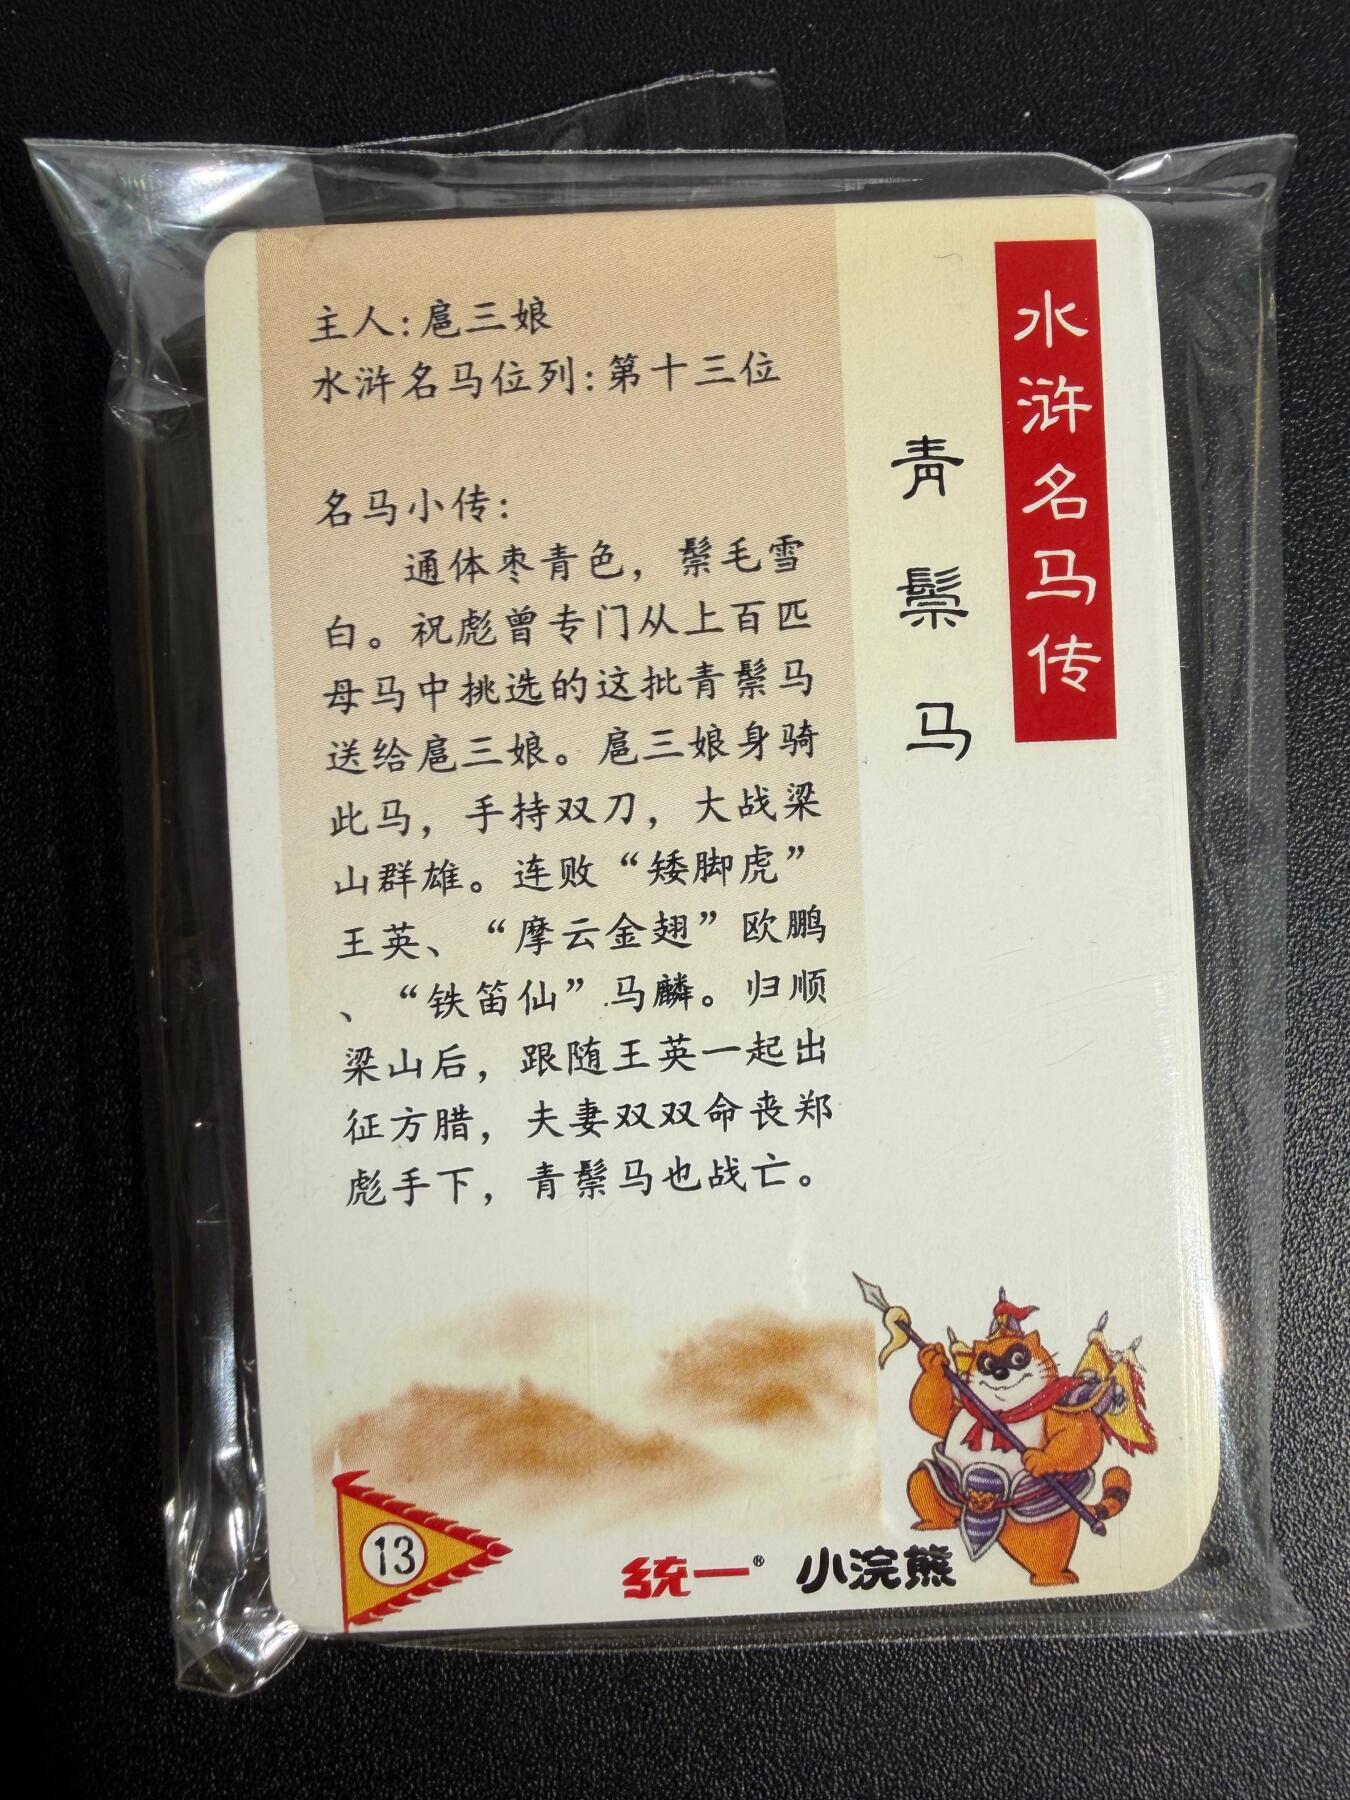 水浒名马传
青鬃马
主人：扈三娘
水浒名马位列：第十三位
名马小传：
通体枣青色，鬃毛雪
白。祝彪曾专门从上百匹
母马中挑选的这批青鬃马
送给扈三娘。扈三娘身骑
此马，手持双刀，大战梁
山群雄。连败“矮脚虎”
王英、“摩云金翅”欧鹏
、“铁笛仙”马麟。归顺
梁山后，跟随王英一起出
征方腊，夫妻双双命丧郑
彪手下，青鬃马也战亡。
13
统一® 小浣熊